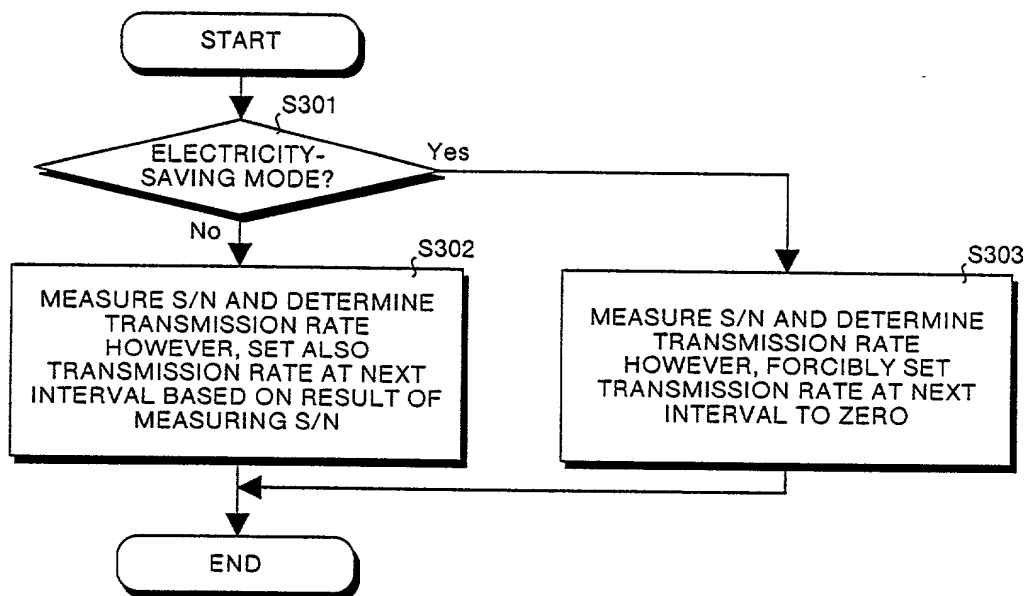 START
S301
ELECTRICITY-
SAVING MODE?
Yes
No
S302
MEASURE S/N AND DETERMINE
TRANSMISSION RATE
HOWEVER, SET ALSO
TRANSMISSION RATE AT NEXT
INTERVAL BASED ON RESULT OF
MEASURING S/N
S303
MEASURE S/N AND DETERMINE
TRANSMISSION RATE
HOWEVER, FORCIBLY SET
TRANSMISSION RATE AT NEXT
INTERVAL TO ZERO
END